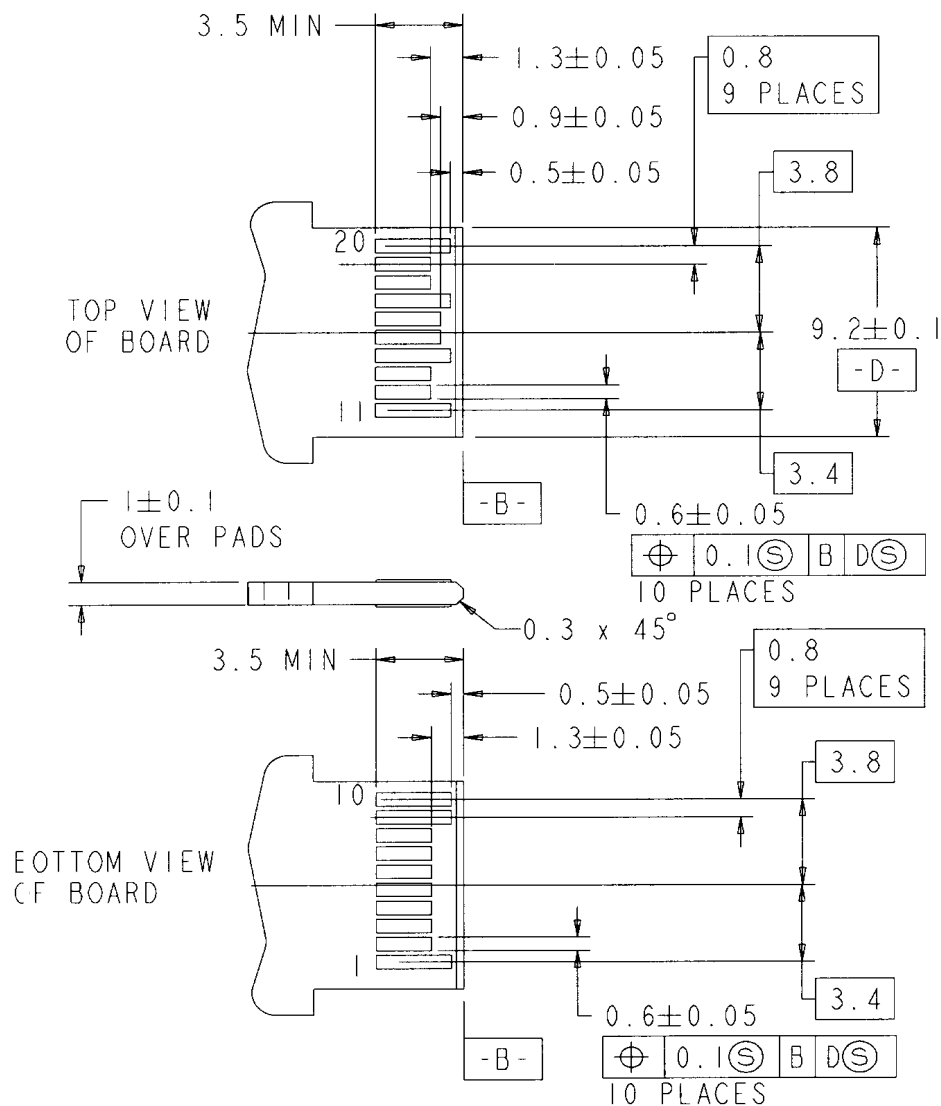 3.5 MIN
1.3±0.05
0.8
9 PLACES
0.9±0.05
0.5±0.05
3.8
20
TOP VIEW
OF BOARD
9.2±0.1
-D-
11
3.4
-B-
1±0.1
OVER PADS
0.6±0.05
⌖ 0.1Ⓢ B DⓈ
10 PLACES
0.3 x 45°
3.5 MIN
0.8
9 PLACES
0.5±0.05
1.3±0.05
3.8
10
EOTTOM VIEW
CF BOARD
1
3.4
0.6±0.05
-B-
⌖ 0.1Ⓢ B DⓈ
10 PLACES